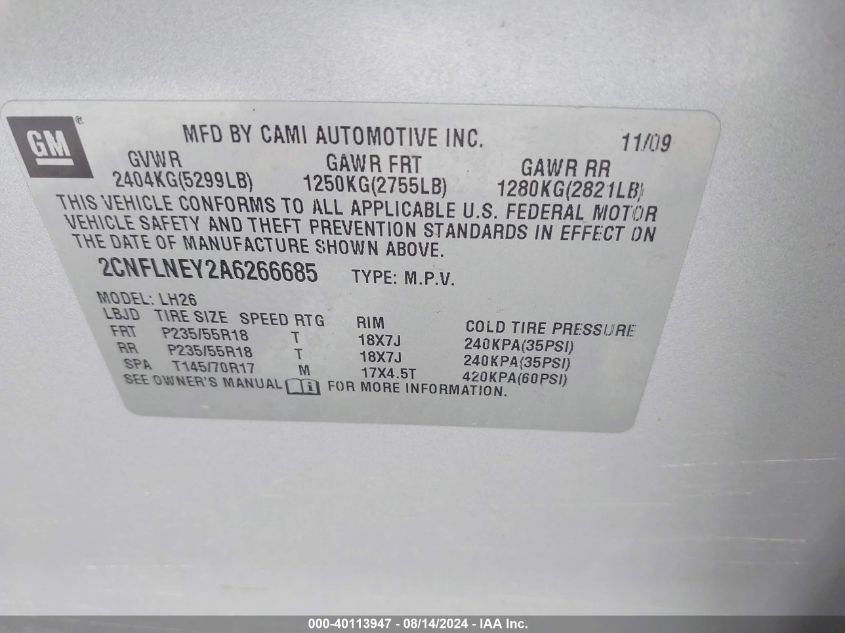 GM®
MFD BY CAMI AUTOMOTIVE INC. 11/09
GVWR GAWR FRT GAWR RR
2404KG(5299LB) 1250KG(2755LB) 1280KG(2821LB)
THIS VEHICLE CONFORMS TO ALL APPLICABLE U.S. FEDERAL MOTOR
VEHICLE SAFETY AND THEFT PREVENTION STANDARDS IN EFFECT ON
THE DATE OF MANUFACTURE SHOWN ABOVE.
2CNFLNEY2A6266685 TYPE: M.P.V.
MODEL: LH26
LBJD TIRE SIZE SPEED RTG RIM COLD TIRE PRESSURE
FRT P235/55R18 T 18X7J 240KPA(35PSI)
RR P235/55R18 T 18X7J 240KPA(35PSI)
SPA T145/70R17 M 17X4.5T 420KPA(60PSI)
SEE OWNER'S MANUAL FOR MORE INFORMATION.
000-40113947 - 08/14/2024 - IAA Inc.